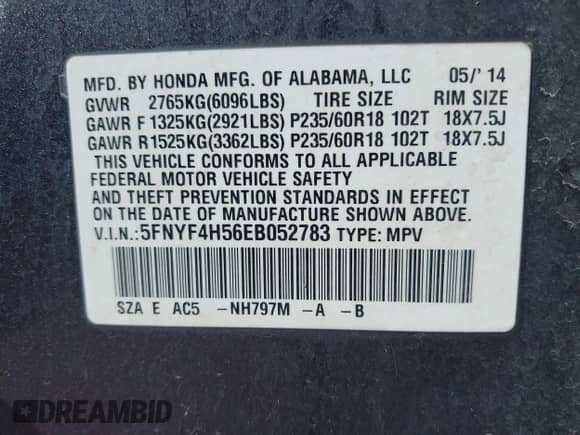 MFD. BY HONDA MFG. OF ALABAMA, LLC 05/'14
GVWR 2765KG(6096LBS) TIRE SIZE RIM SIZE
GAWR F 1325KG(2921LBS) P235/60R18 102T 18X7.5J
GAWR R1525KG(3362LBS) P235/60R18 102T 18X7.5J
THIS VEHICLE CONFORMS TO ALL APPLICABLE
FEDERAL MOTOR VEHICLE SAFETY
AND THEFT PREVENTION STANDARDS IN EFFECT
ON THE DATE OF MANUFACTURE SHOWN ABOVE.
V.I.N.:5FNYF4H56EB052783 TYPE: MPV
SZA E AC5 -NH797M -A -B
DREAMBID